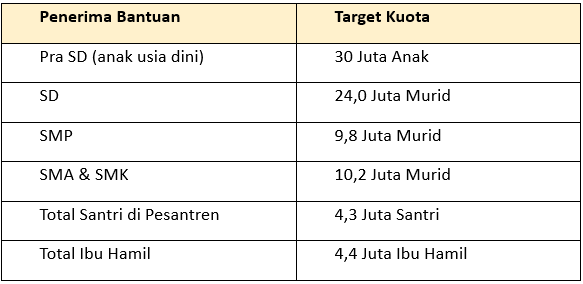 Penerima Bantuan Target Kuota
Pra SD (anak usia dini) 30 Juta Anak
SD 24,0 Juta Murid
SMP 9,8 Juta Murid
SMA & SMK 10,2 Juta Murid
Total Santri di Pesantren 4,3 Juta Santri
Total Ibu Hamil 4,4 Juta Ibu Hamil